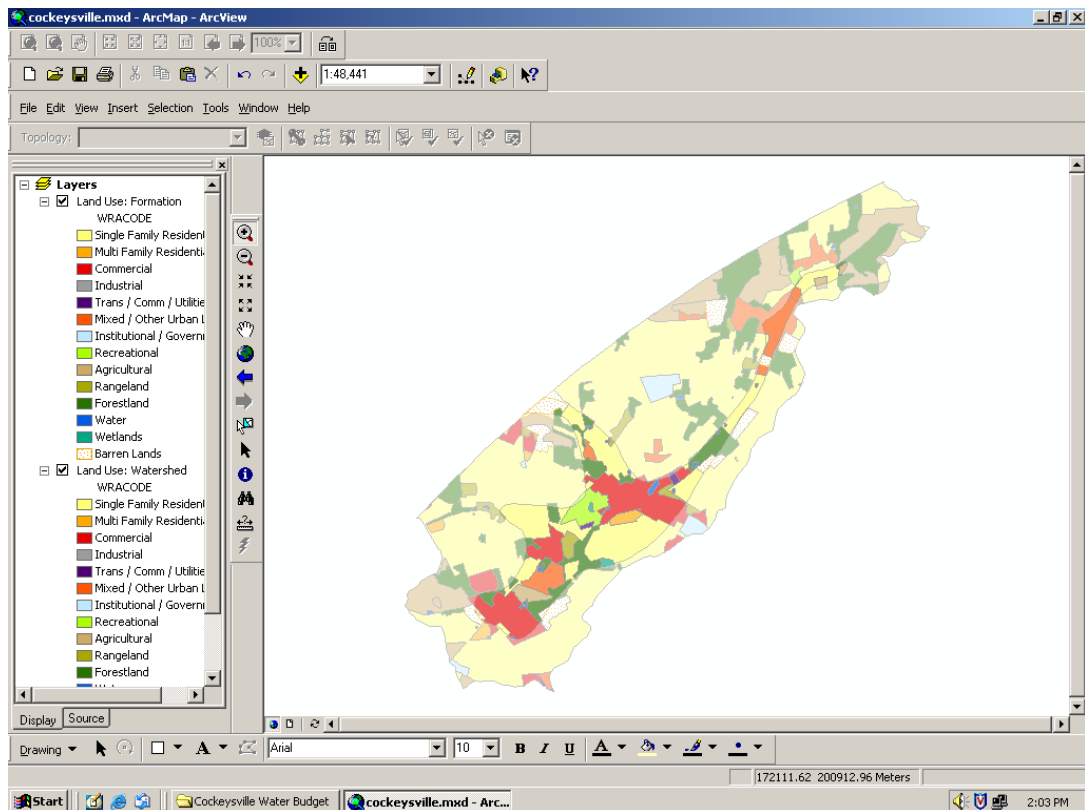 cockeysville.mxd - ArcMap - ArcView
100%
1:48,441
File Edit View Insert Selection Tools Window Help
Topology:
Layers
Land Use: Formation
WRACODE
Single Family Resident
Multi Family Residenti
Commercial
Industrial
Trans / Comm / Utilitie
Mixed / Other Urban L
Institutional / Governm
Recreational
Agricultural
Rangeland
Forestland
Water
Wetlands
Barren Lands
Land Use: Watershed
WRACODE
Single Family Resident
Multi Family Residenti
Commercial
Industrial
Trans / Comm / Utilitie
Mixed / Other Urban L
Institutional / Governm
Recreational
Agricultural
Rangeland
Forestland
Display Source
Drawing A Arial 10 B I U A
172111.62 200912.96 Meters
Start Cockeysville Water Budget cockeysville.mxd - Arc... 2:03 PM